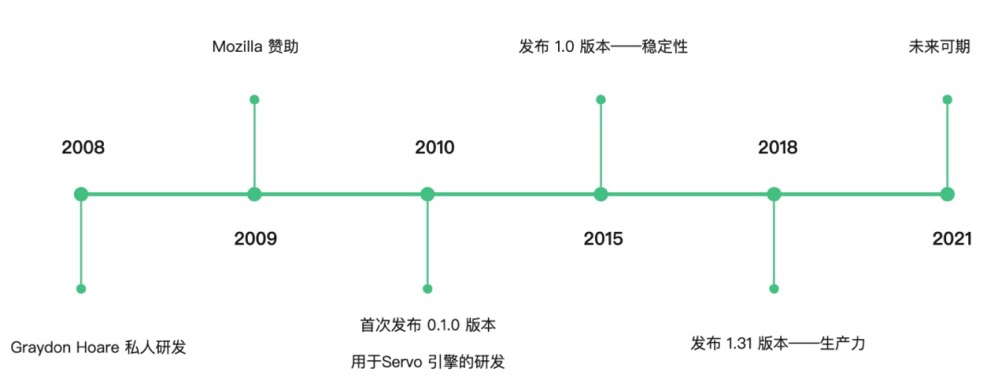 Mozilla 赞助
发布 1.0 版本——稳定性
未来可期
2008
2010
2018
2009
2015
2021
Graydon Hoare 私人研发
首次发布 0.1.0 版本
用于Servo 引擎的研发
发布 1.31 版本——生产力